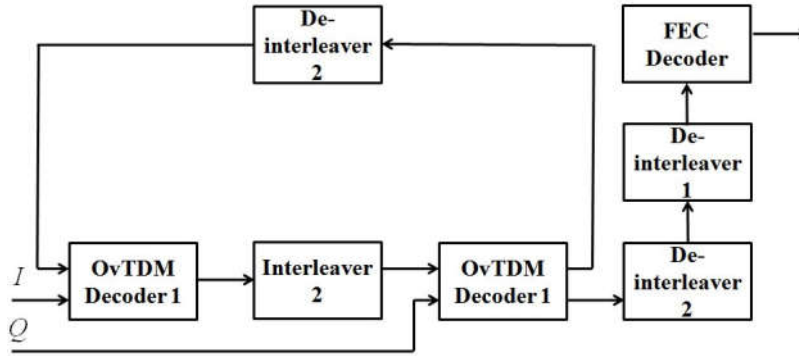 De-
interleaver
2
FEC
Decoder
De-
interleaver
1
I
OvTDM
Decoder 1
Interleaver
2
OvTDM
Decoder 1
De-
interleaver
2
Q